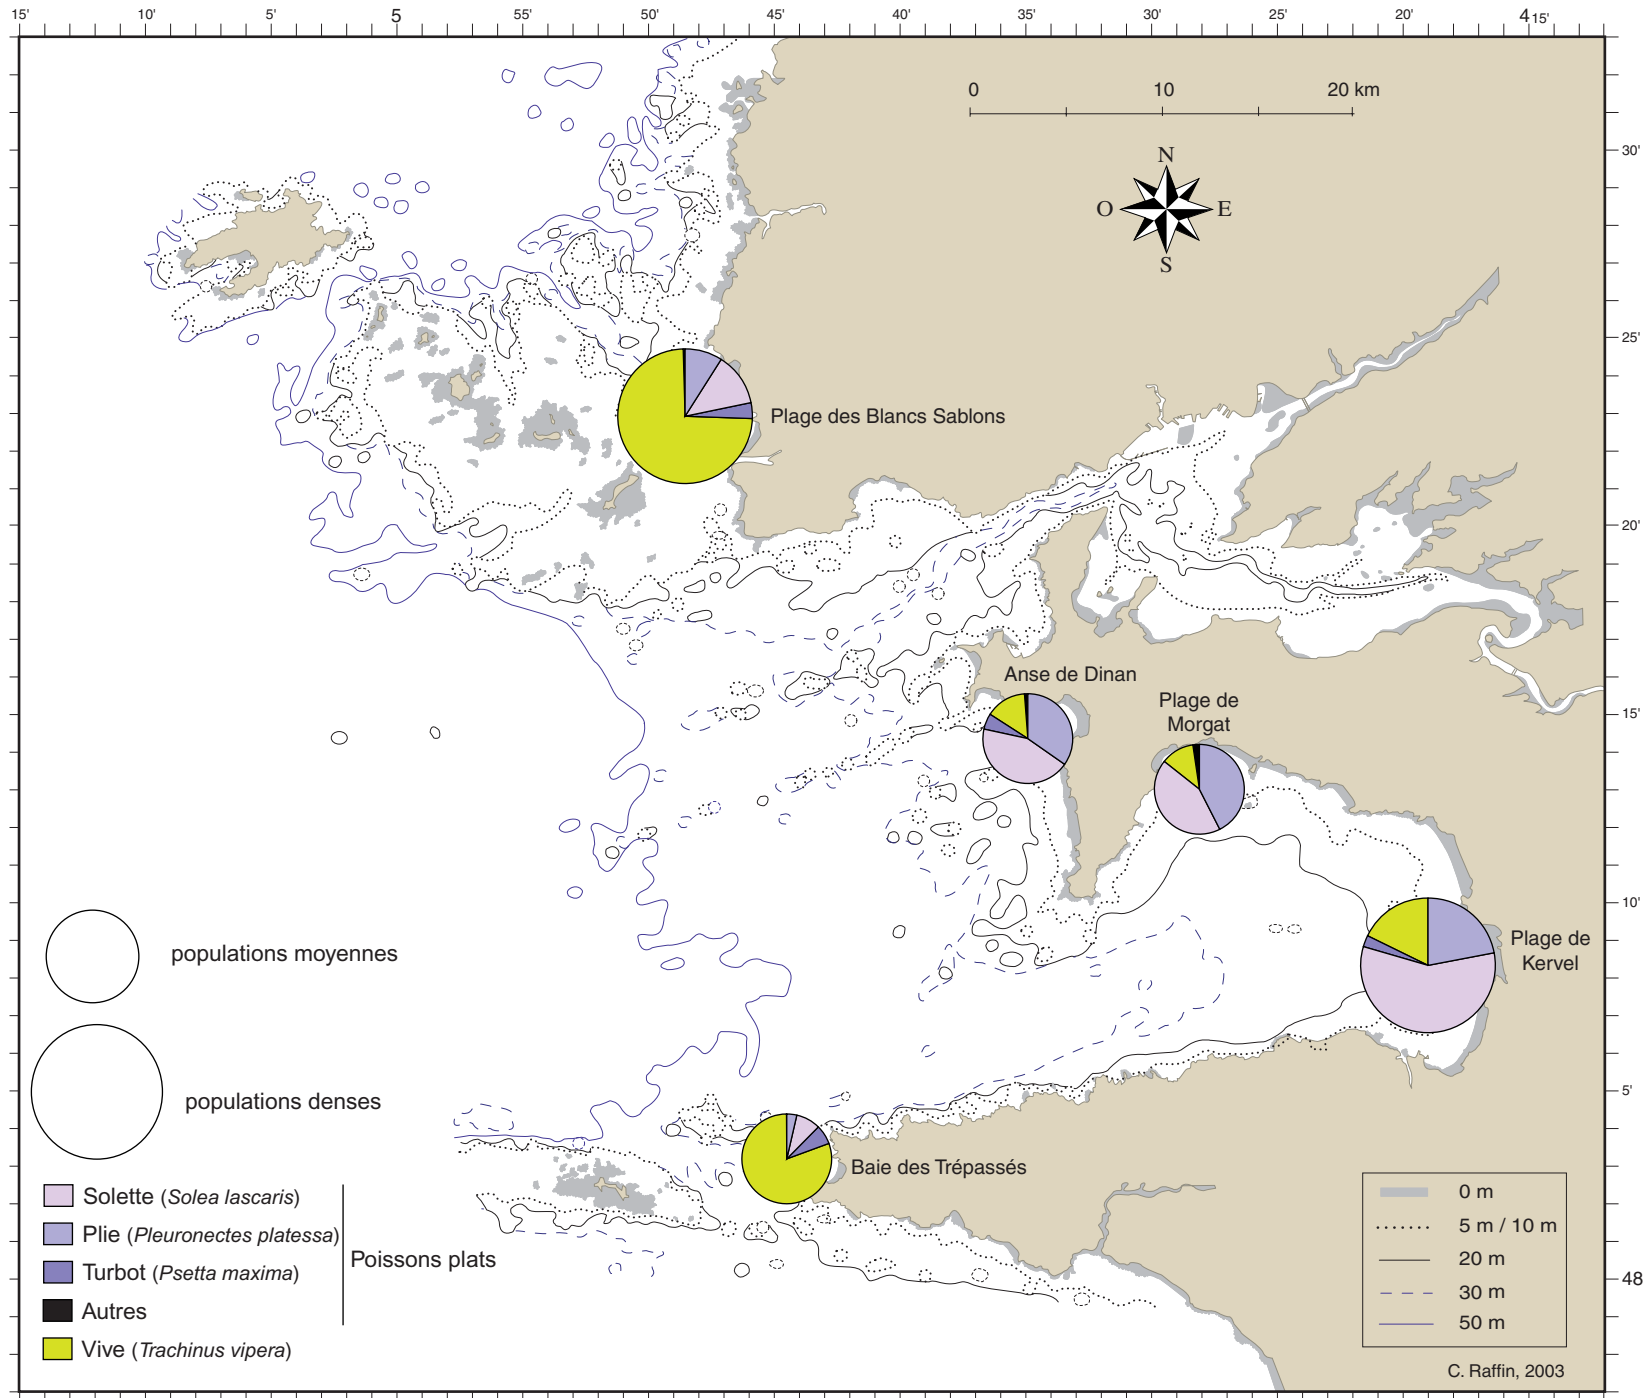 15' 10' 5' 5 55' 50' 45' 40' 35' 30' 25' 20' 4 15'
0 10 20 km
30'
N
O E
S
25'
Plage des Blancs Sablons
20'
Anse de Dinan
Plage de
Morgat
15'
10'
Plage de
Kervel
populations moyennes
populations denses
5'
Baie des Trépassés
Solette (Solea lascaris)
Plie (Pleuronectes platessa)
Turbot (Psetta maxima)
Autres
Vive (Trachinus vipera)
Poissons plats
0 m
5 m / 10 m
20 m
30 m
50 m
48
C. Raffin, 2003